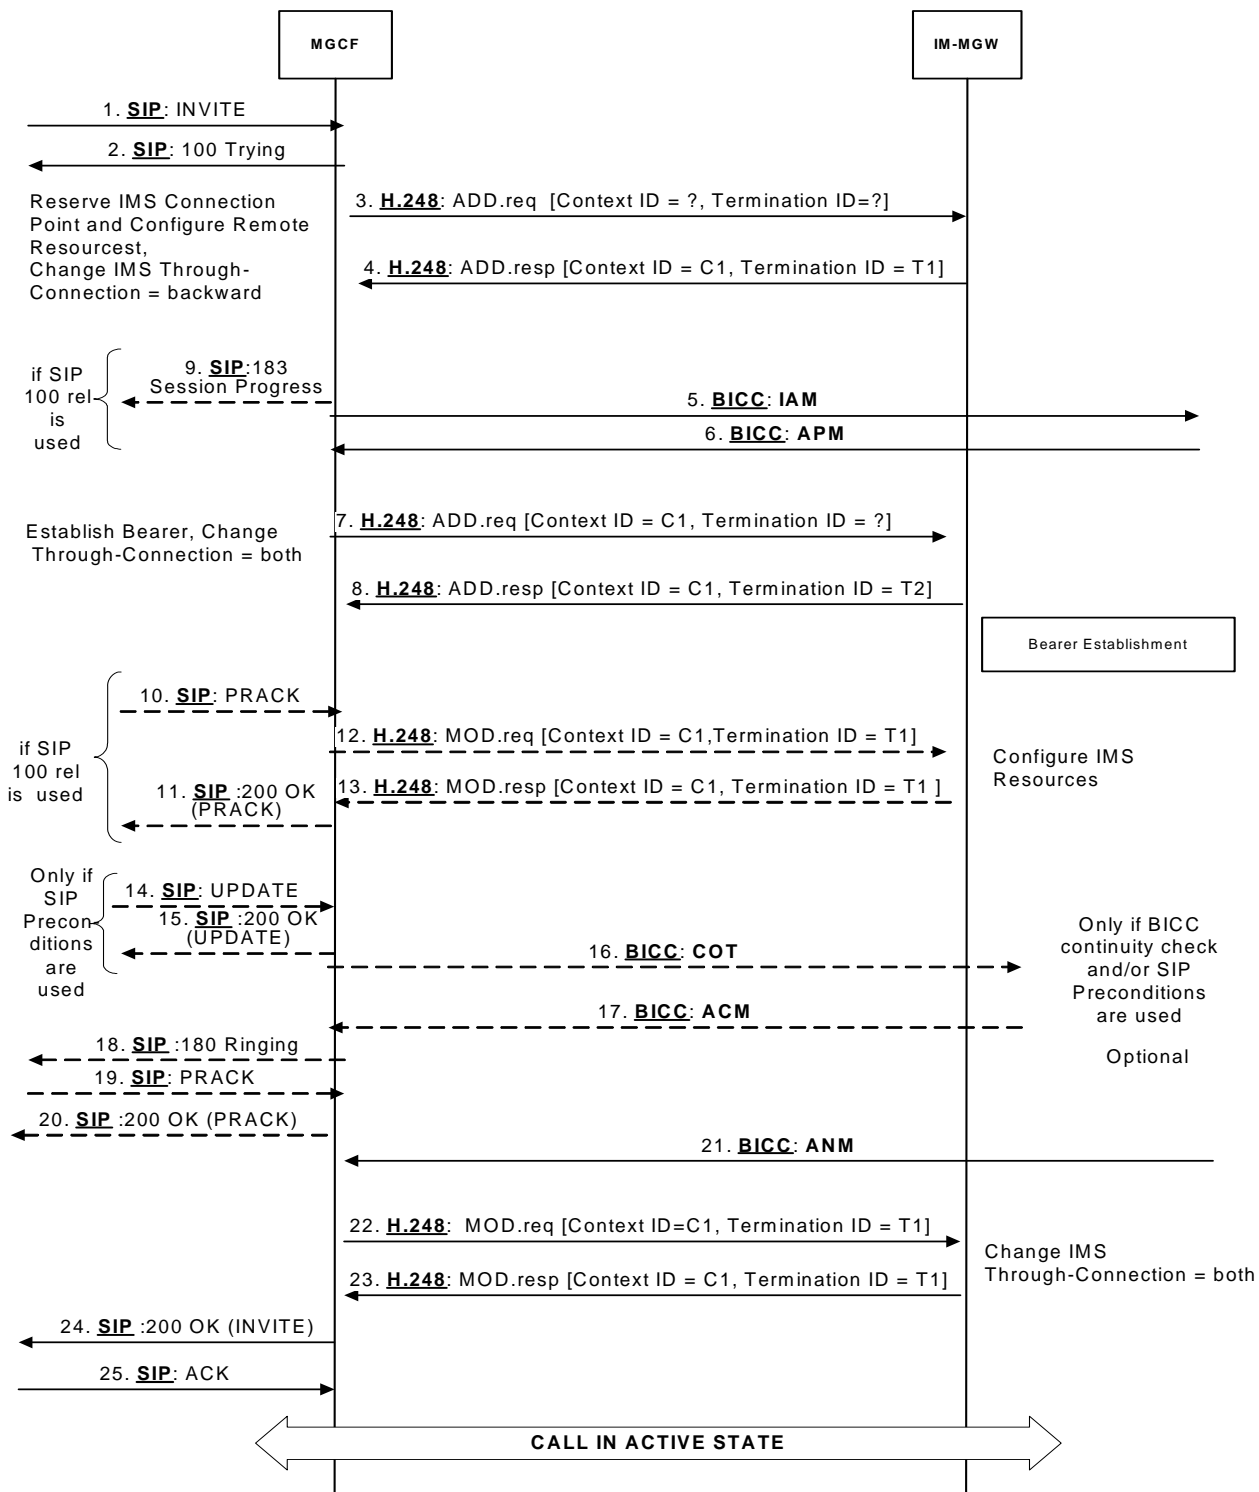 MGCF
IM-MGW
1. SIP: INVITE
2. SIP: 100 Trying
Reserve IMS Connection
Point and Configure Remote
Resourcest,
Change IMS Through-
Connection = backward
3. H.248: ADD.req [Context ID = ?, Termination ID=?]
4. H.248: ADD.resp [Context ID = C1, Termination ID = T1]
if SIP
100 rel
is
used
9. SIP:183
Session Progress
5. BICC: IAM
6. BICC: APM
Establish Bearer, Change
Through-Connection = both
7. H.248: ADD.req [Context ID = C1, Termination ID = ?]
8. H.248: ADD.resp [Context ID = C1, Termination ID = T2]
Bearer Establishment
if SIP
100 rel
is used
10. SIP: PRACK
12. H.248: MOD.req [Context ID = C1,Termination ID = T1]
13. H.248: MOD.resp [Context ID = C1, Termination ID = T1 ]
11. SIP :200 OK
(PRACK)
Configure IMS
Resources
Only if
SIP
Precon
ditions
are
used
14. SIP: UPDATE
15. SIP :200 OK
(UPDATE)
16. BICC: COT
Only if BICC
continuity check
and/or SIP
Preconditions
are used
17. BICC: ACM
Optional
18. SIP :180 Ringing
19. SIP: PRACK
20. SIP :200 OK (PRACK)
21. BICC: ANM
22. H.248: MOD.req [Context ID=C1, Termination ID = T1]
23. H.248: MOD.resp [Context ID = C1, Termination ID = T1]
Change IMS
Through-Connection = both
24. SIP :200 OK (INVITE)
25. SIP: ACK
CALL IN ACTIVE STATE